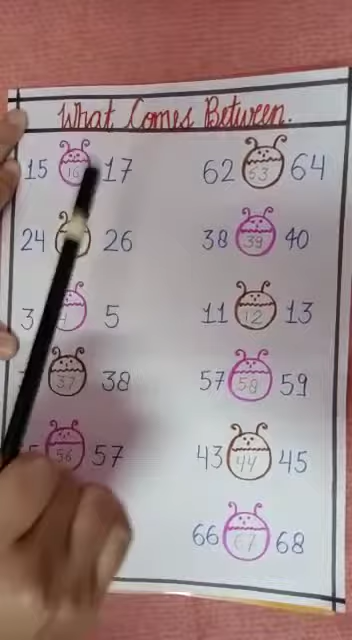 What Comes Between.
15 16 17 62 53 64
24 26 38 39 40
3 4 5 11 12 13
37 38 57 58 59
56 57 43 44 45
66 67 68